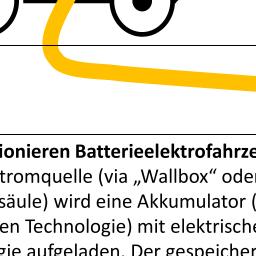 ionieren Batterieelektrofahrze
tromquelle (via „Wallbox“ oder
säule) wird eine Akkumulator (
en Technologie) mit elektrische
gie aufgeladen. Der gespeicher